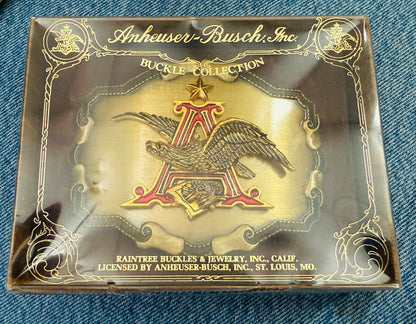 Anheuser-Busch, Inc.
BUCKLE COLLECTION
A
RAINTREE BUCKLES & JEWELRY, INC., CALIF.
LICENSED BY ANHEUSER-BUSCH, INC., ST. LOUIS, MO.